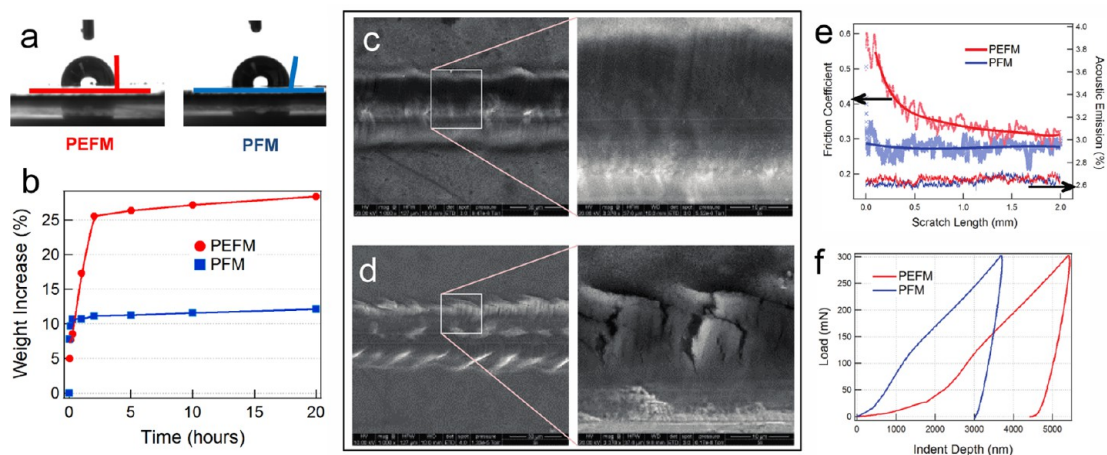 a
PEFM
PFM
b
Weight Increase (%)
25
20
15
10
5
0
PEFM
PFM
0
5
10
15
20
Time (hours)
c
d
e
Friction Coefficient
0.6
0.5
0.4
0.3
0.2
PEFM
PFM
4.0
3.8
3.6
3.4
3.2
3.0
2.8
2.6
Acoustic Emission (%)
0.0
0.5
1.0
1.5
2.0
Scratch Length (mm)
f
Load (mN)
300
250
200
150
100
50
0
PEFM
PFM
0
1000
2000
3000
4000
5000
Indent Depth (nm)